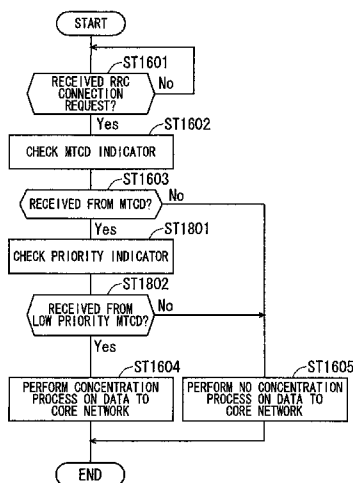 START
ST1601
RECEIVED RRC
CONNECTION
REQUEST?
No
Yes
ST1602
CHECK MTCD INDICATOR
ST1603
RECEIVED FROM MTCD?
No
Yes
ST1801
CHECK PRIORITY INDICATOR
ST1802
RECEIVED FROM
LOW PRIORITY MTCD?
No
Yes
ST1604
PERFORM CONCENTRATION
PROCESS ON DATA TO
CORE NETWORK
ST1605
PERFORM NO CONCENTRATION
PROCESS ON DATA TO
CORE NETWORK
END